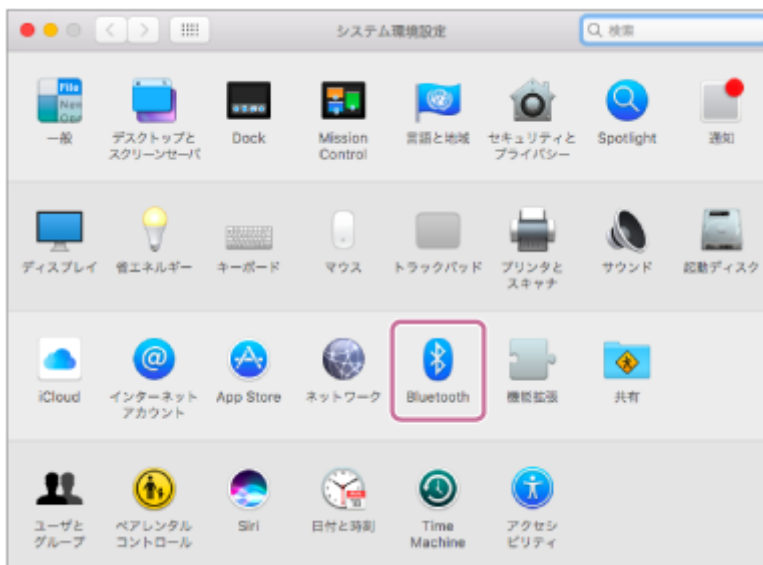 システム環境設定
検索
File
New
Ope
一般
デスクトップと
スクリーンセーバ
Dock
Mission
Control
言語と地域
セキュリティと
プライバシー
Spotlight
通知
ディスプレイ
省エネルギー
キーボード
マウス
トラックパッド
プリンタと
スキャナ
サウンド
起動ディスク
iCloud
インターネット
アカウント
App Store
ネットワーク
Bluetooth
機能拡張
共有
ユーザと
グループ
ペアレンタル
コントロール
Siri
日付と時刻
Time
Machine
アクセシ
ビリティ